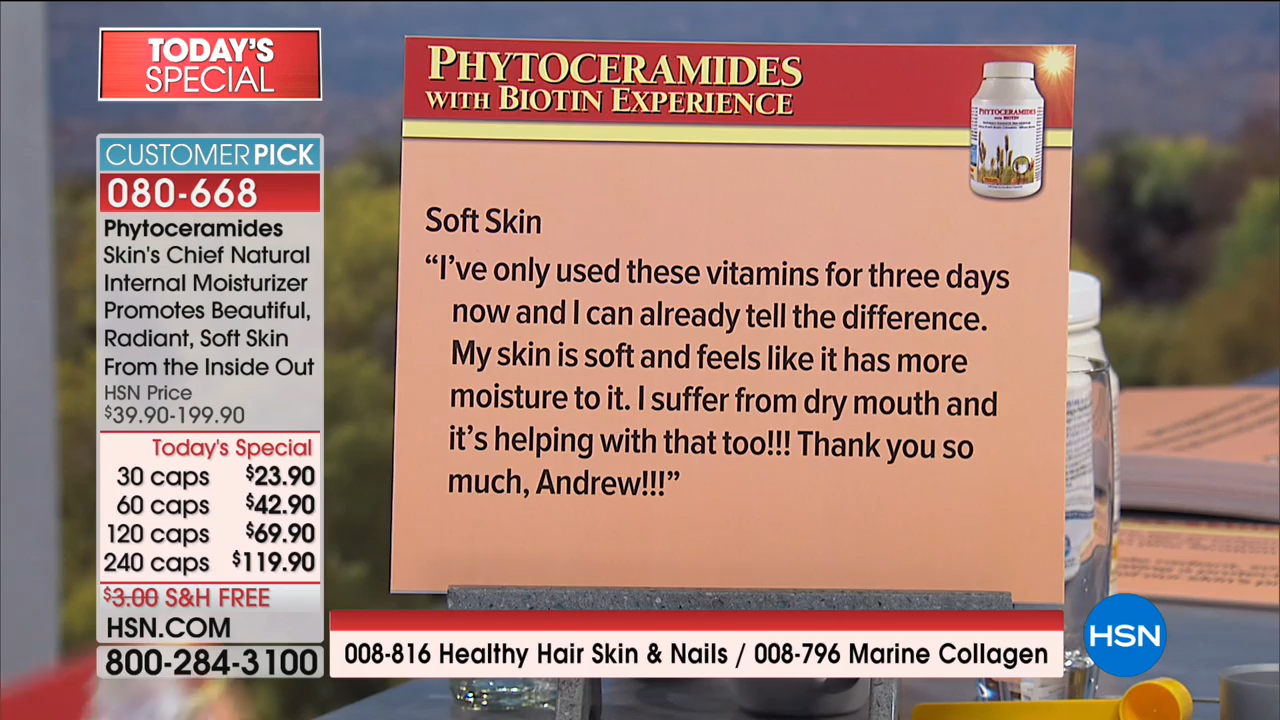 TODAY'S
SPECIAL
CUSTOMER PICK
080-668
Phytoceramides
Skin's Chief Natural
Internal Moisturizer
Promotes Beautiful,
Radiant, Soft Skin
From the Inside Out
HSN Price
$39.90-199.90
Today's Special
30 caps $23.90
60 caps $42.90
120 caps $69.90
240 caps $119.90
$3.00 S&H FREE
HSN.COM
800-284-3100
PHYTOCERAMIDES
WITH BIOTIN EXPERIENCE
PHYTOCERAMIDES
WITH BIOTIN
Soft Skin
“I’ve only used these vitamins for three days
now and I can already tell the difference.
My skin is soft and feels like it has more
moisture to it. I suffer from dry mouth and
it’s helping with that too!!! Thank you so
much, Andrew!!!”
008-816 Healthy Hair Skin & Nails / 008-796 Marine Collagen
HSN